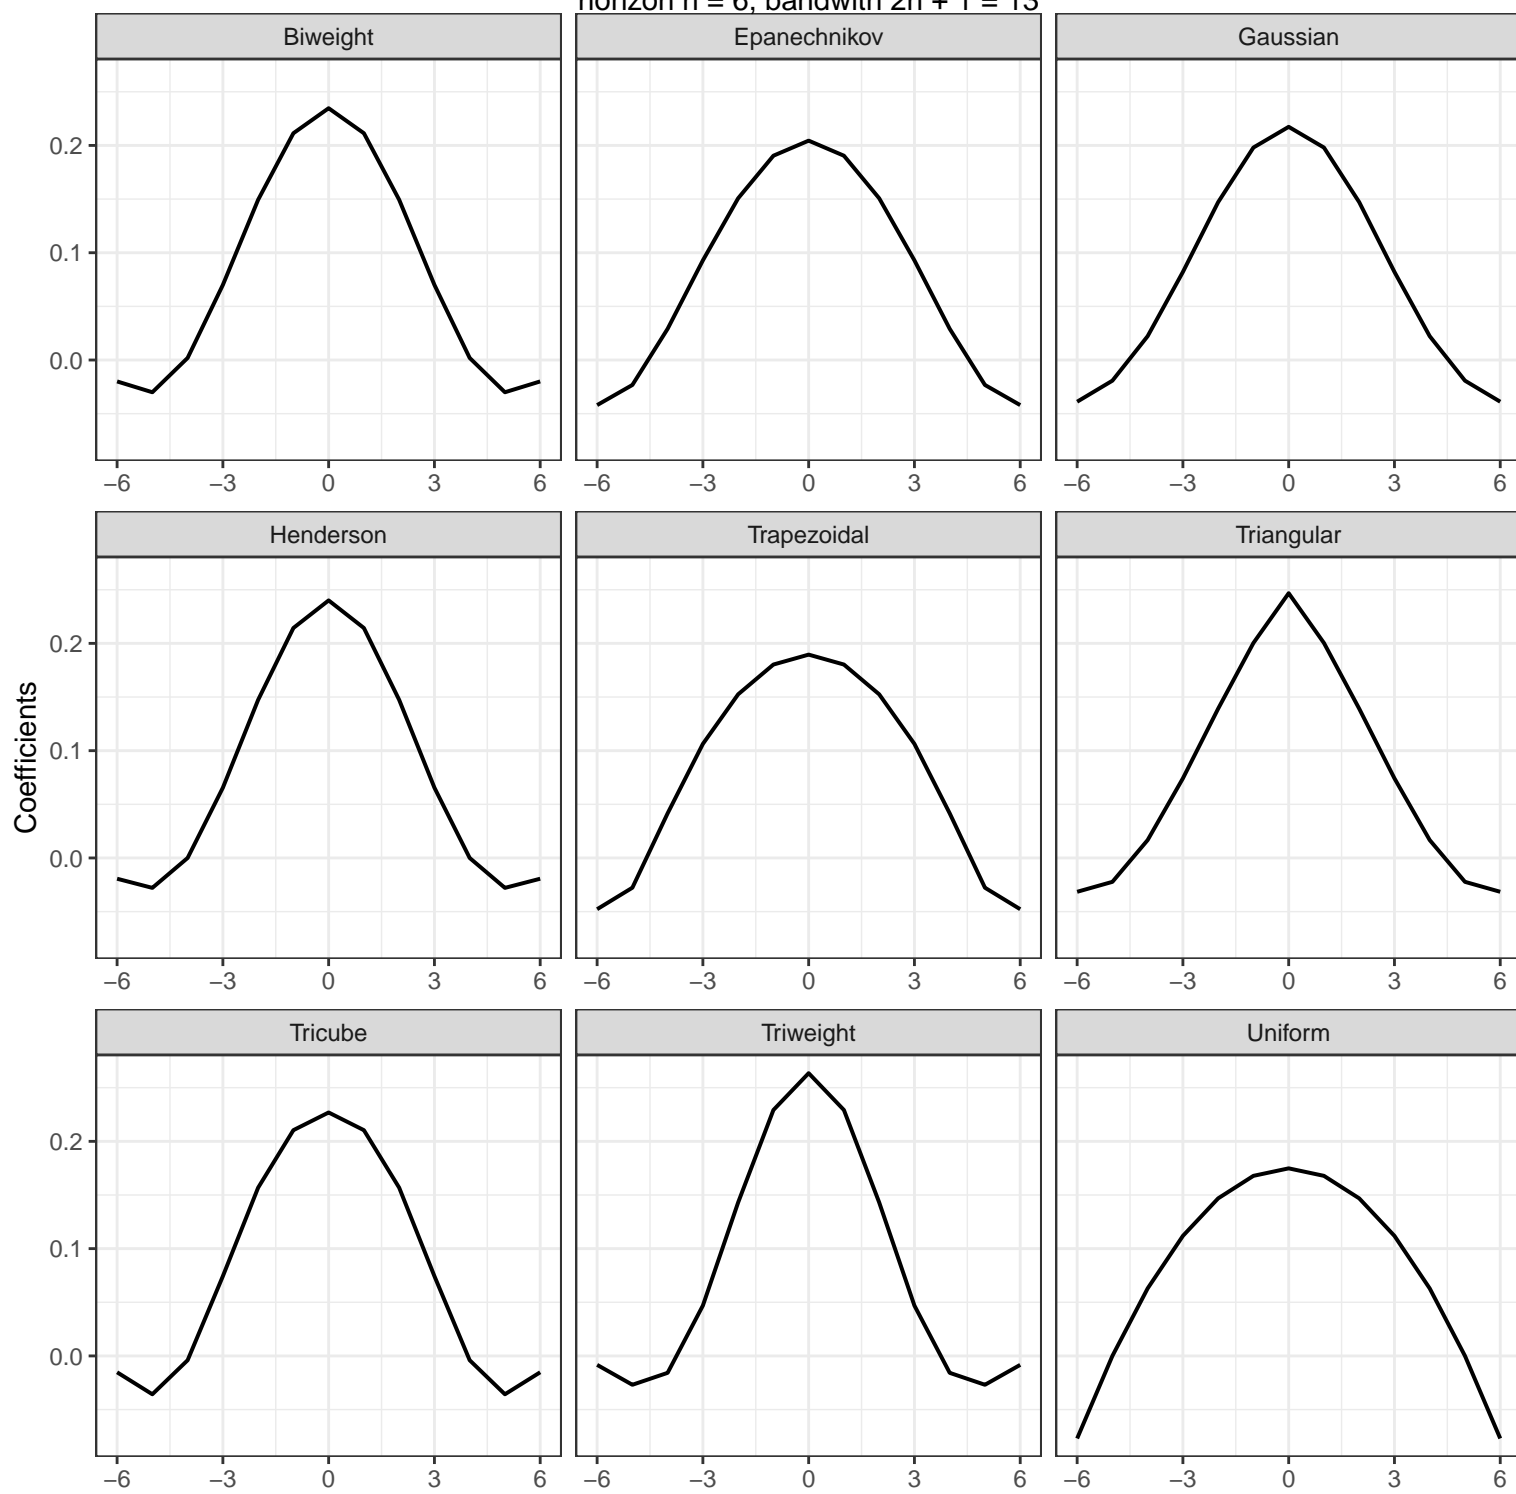 horizon h = 6, bandwith 2h + 1 = 13
Biweight Epanechnikov Gaussian
0.2
0.1
0.0
−6 −3 0 3 6 −6 −3 0 3 6 −6 −3 0 3 6
Henderson Trapezoidal Triangular
Coefficients
0.2
0.1
0.0
−6 −3 0 3 6 −6 −3 0 3 6 −6 −3 0 3 6
Tricube Triweight Uniform
0.2
0.1
0.0
−6 −3 0 3 6 −6 −3 0 3 6 −6 −3 0 3 6